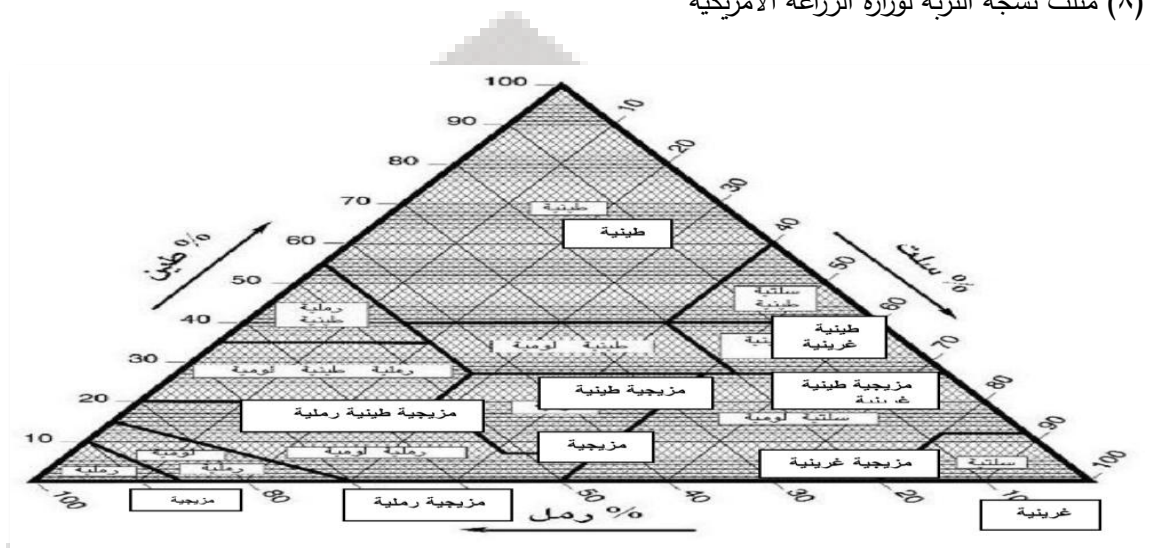 (٨) مثلث نسجة التربة لوزارة الزراعة الأمريكية
100
90
80
70
60
50
40
30
20
10
10
20
30
40
50
60
70
80
90
100
% طين
% سلت
طينية
طينية
سلتية
طينية
رملية
طينية
طينية
غرينية
طينية لومية
رملية طينية لومية
مزيجية طينية
مزيجية طينية
مزيجية طينية رملية
سلتية لومية
مزيجية
رملية لومية
لومية
رملية
رملية
مزيجية غرينية
سلتية
100
80
50
40
30
20
10
مزيجية
مزيجية رملية
% رمل
غرينية